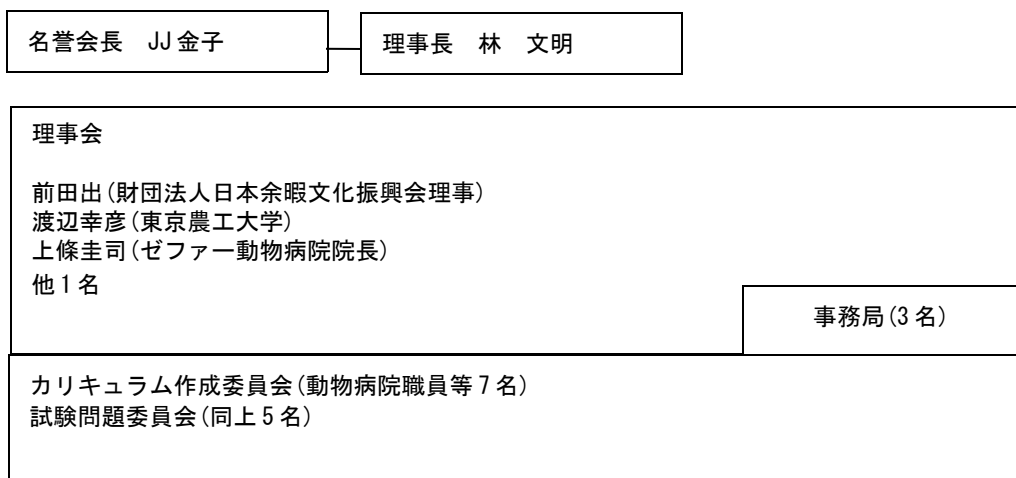 名誉会長　JJ金子
理事長　林　文明
理事会
前田出(財団法人日本余暇文化振興会理事)
渡辺幸彦(東京農工大学)
上條圭司(ゼファー動物病院院長)
他1名
事務局(3名)
カリキュラム作成委員会(動物病院職員等7名)
試験問題委員会(同上5名)